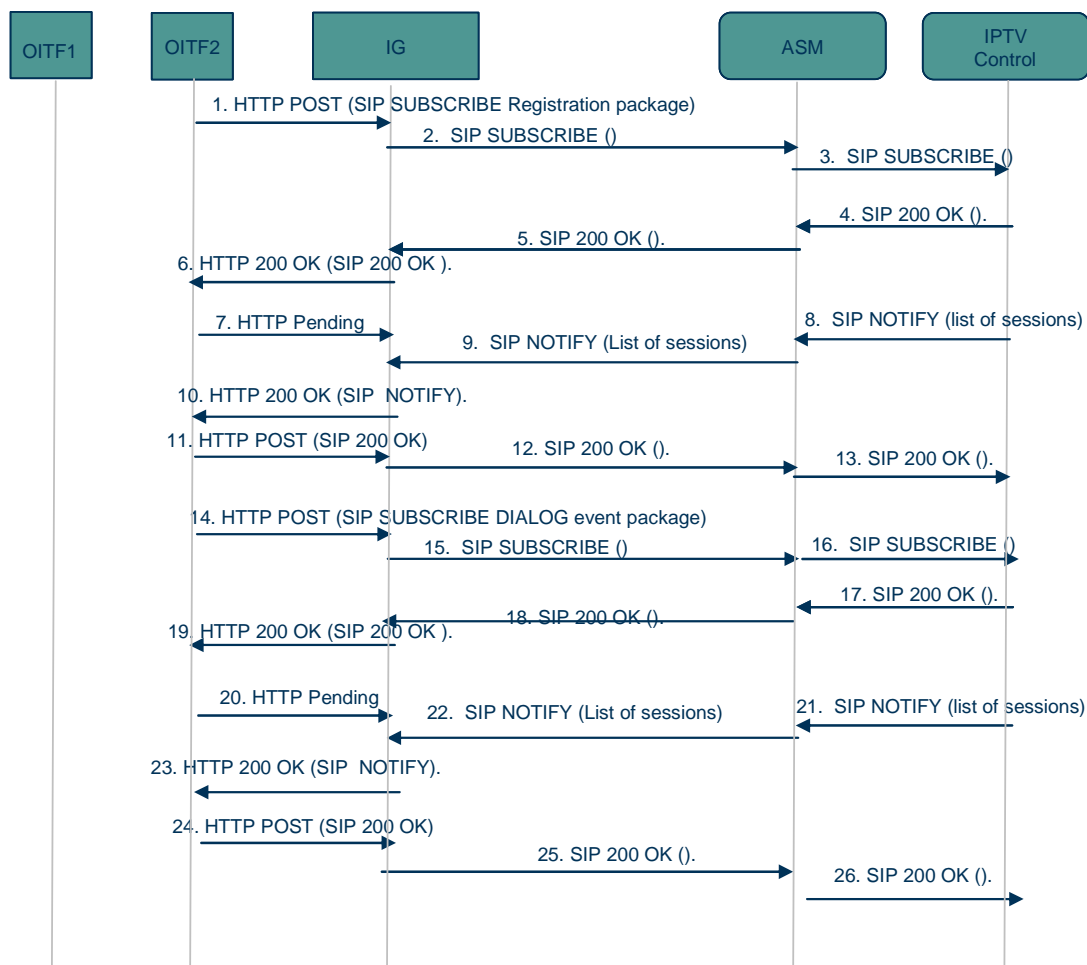 OITF1
OITF2
IG
ASM
IPTV
Control
1. HTTP POST (SIP SUBSCRIBE Registration package)
2. SIP SUBSCRIBE ()
3. SIP SUBSCRIBE ()
4. SIP 200 OK ().
5. SIP 200 OK ().
6. HTTP 200 OK (SIP 200 OK ).
7. HTTP Pending
8. SIP NOTIFY (list of sessions)
9. SIP NOTIFY (List of sessions)
10. HTTP 200 OK (SIP NOTIFY).
11. HTTP POST (SIP 200 OK)
12. SIP 200 OK ().
13. SIP 200 OK ().
14. HTTP POST (SIP SUBSCRIBE DIALOG event package)
15. SIP SUBSCRIBE ()
16. SIP SUBSCRIBE ()
17. SIP 200 OK ().
18. SIP 200 OK ().
19. HTTP 200 OK (SIP 200 OK ).
20. HTTP Pending
21. SIP NOTIFY (list of sessions)
22. SIP NOTIFY (List of sessions)
23. HTTP 200 OK (SIP NOTIFY).
24. HTTP POST (SIP 200 OK)
25. SIP 200 OK ().
26. SIP 200 OK ().